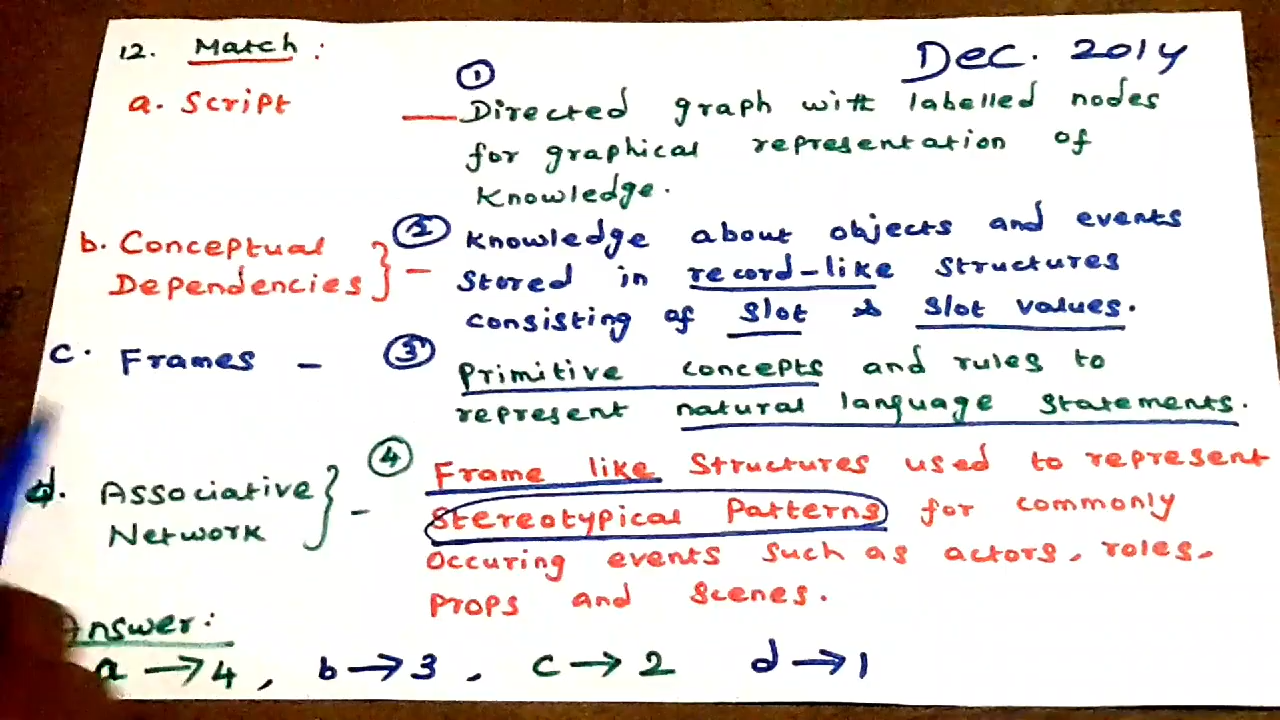 12. Match :
Dec. 2014
a. Script
①
— Directed graph with labelled nodes
for graphical representation of
Knowledge.
b. Conceptual
Dependencies } –
② Knowledge about objects and events
stored in record-like structures
consisting of slot & slot values.
c. Frames –
③ Primitive concepts and rules to
represent natural language statements.
d. Associative
Network } –
④ Frame like structures used to represent
Stereotypical Patterns for commonly
Occuring events such as actors, roles,
props and scenes.
Answer:
a → 4, b → 3, c → 2 d → 1